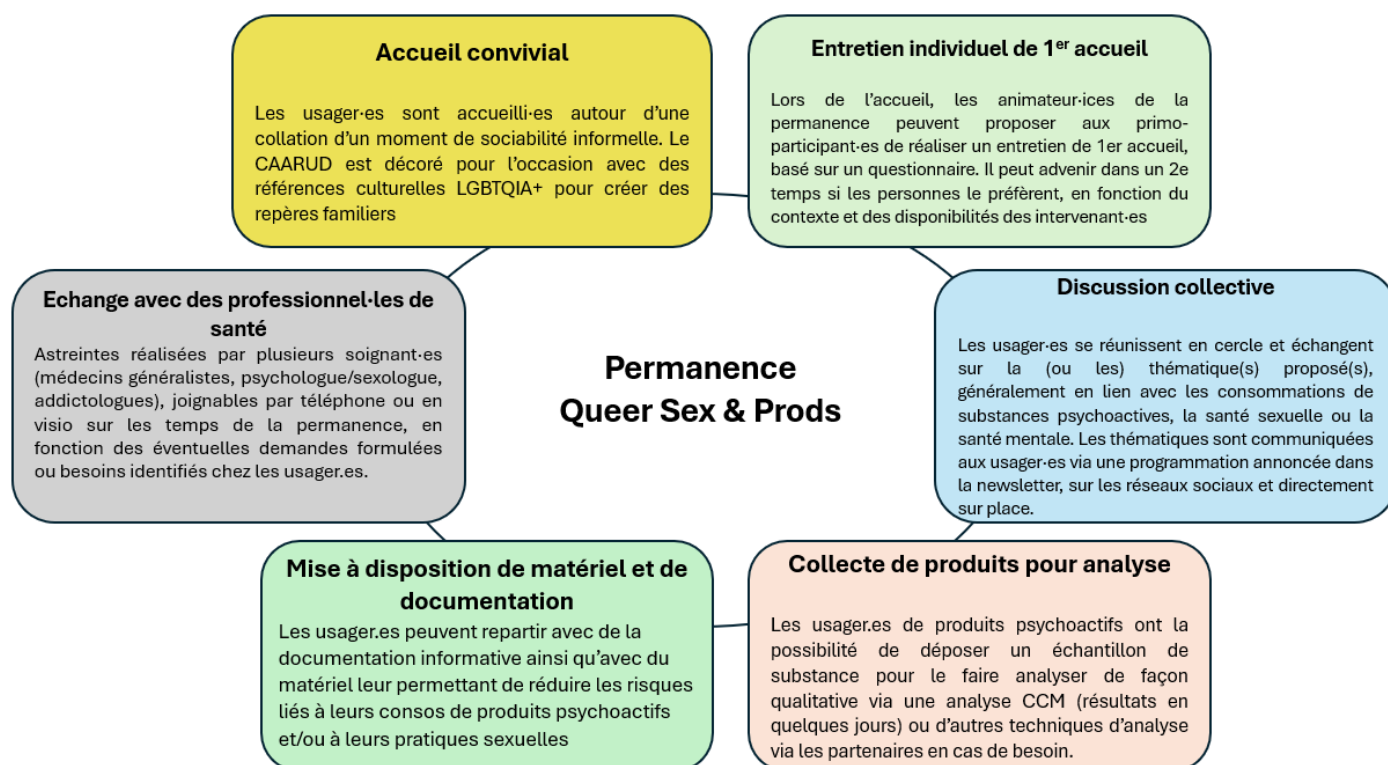 Accueil convivial
Les usager·es sont accueilli·es autour d'une
collation d'un moment de sociabilité informelle. Le
CAARUD est décoré pour l'occasion avec des
références culturelles LGBTQIA+ pour créer des
repères familiers
Entretien individuel de 1er accueil
Lors de l'accueil, les animateur·ices de la
permanence peuvent proposer aux primo-
participant·es de réaliser un entretien de 1er accueil,
basé sur un questionnaire. Il peut advenir dans un 2e
temps si les personnes le préfèrent, en fonction du
contexte et des disponibilités des intervenant·es
Echange avec des professionnel·les de
santé
Astreintes réalisées par plusieurs soignant·es
(médecins généralistes, psychologue/sexologue,
addictologues), joignables par téléphone ou en
visio sur les temps de la permanence, en
fonction des éventuelles demandes formulées
ou besoins identifiés chez les usager.es.
Permanence
Queer Sex & Prods
Discussion collective
Les usager·es se réunissent en cercle et échangent
sur la (ou les) thématique(s) proposé(s),
généralement en lien avec les consommations de
substances psychoactives, la santé sexuelle ou la
santé mentale. Les thématiques sont communiquées
aux usager·es via une programmation annoncée dans
la newsletter, sur les réseaux sociaux et directement
sur place.
Mise à disposition de matériel et de
documentation
Les usager.es peuvent repartir avec de la
documentation informative ainsi qu'avec du
matériel leur permettant de réduire les risques
liés à leurs consos de produits psychoactifs
et/ou à leurs pratiques sexuelles
Collecte de produits pour analyse
Les usager.es de produits psychoactifs ont la
possibilité de déposer un échantillon de
substance pour le faire analyser de façon
qualitative via une analyse CCM (résultats en
quelques jours) ou d'autres techniques d'analyse
via les partenaires en cas de besoin.